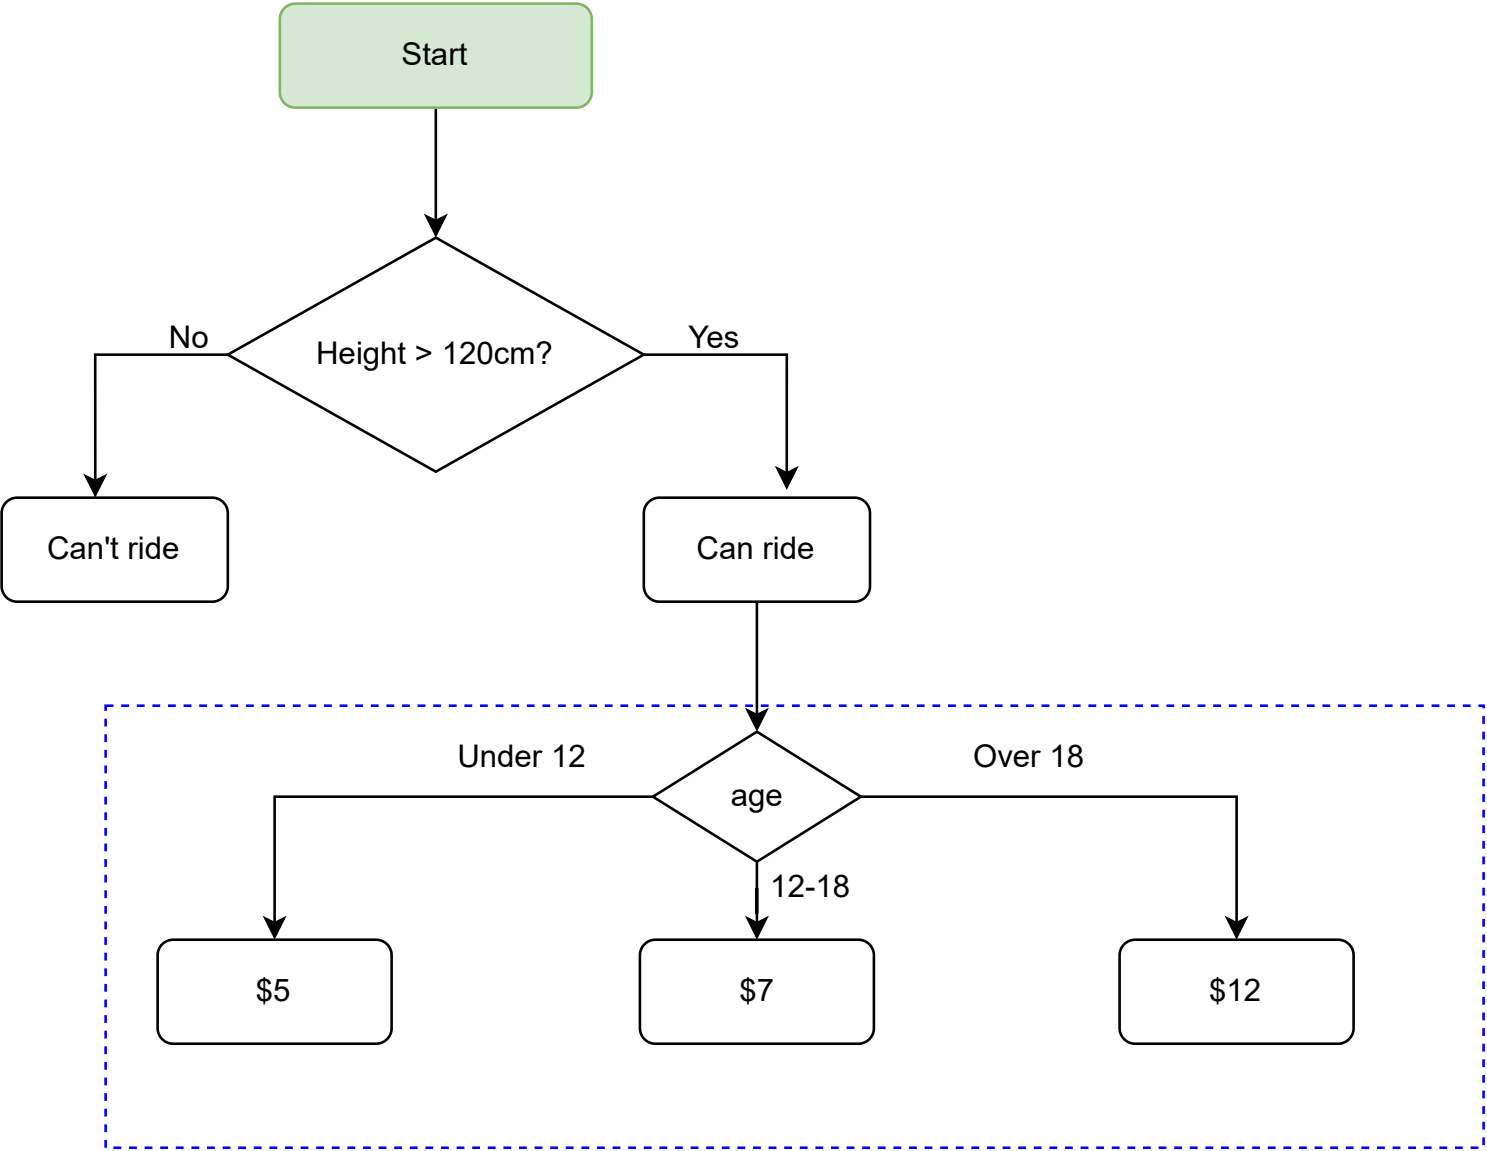 Start
Height > 120cm?
No
Yes
Can't ride
Can ride
Under 12
Over 18
age
12-18
$5
$7
$12